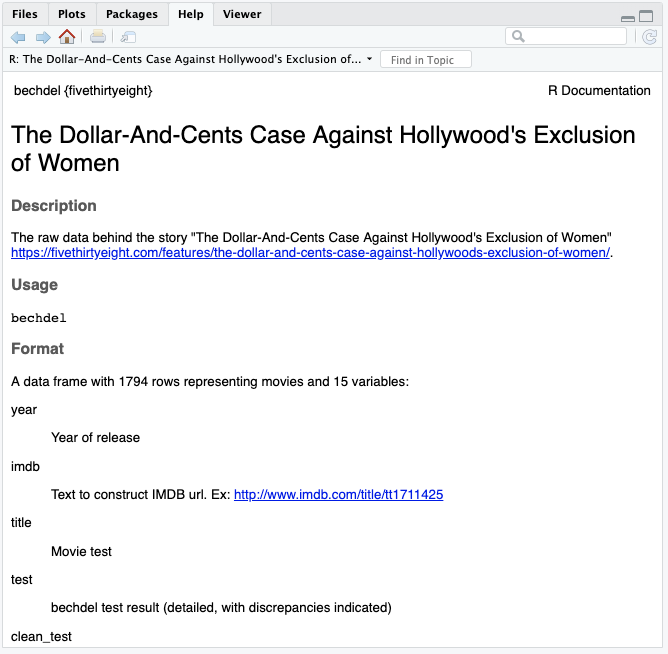 Files Plots Packages Help Viewer
R: The Dollar-And-Cents Case Against Hollywood's Exclusion of... Find in Topic
bechdel {fivethirtyeight} R Documentation
The Dollar-And-Cents Case Against Hollywood's Exclusion
of Women
Description
The raw data behind the story "The Dollar-And-Cents Case Against Hollywood's Exclusion of Women"
https://fivethirtyeight.com/features/the-dollar-and-cents-case-against-hollywoods-exclusion-of-women/.
Usage
bechdel
Format
A data frame with 1794 rows representing movies and 15 variables:
year
Year of release
imdb
Text to construct IMDB url. Ex: http://www.imdb.com/title/tt1711425
title
Movie test
test
bechdel test result (detailed, with discrepancies indicated)
clean_test